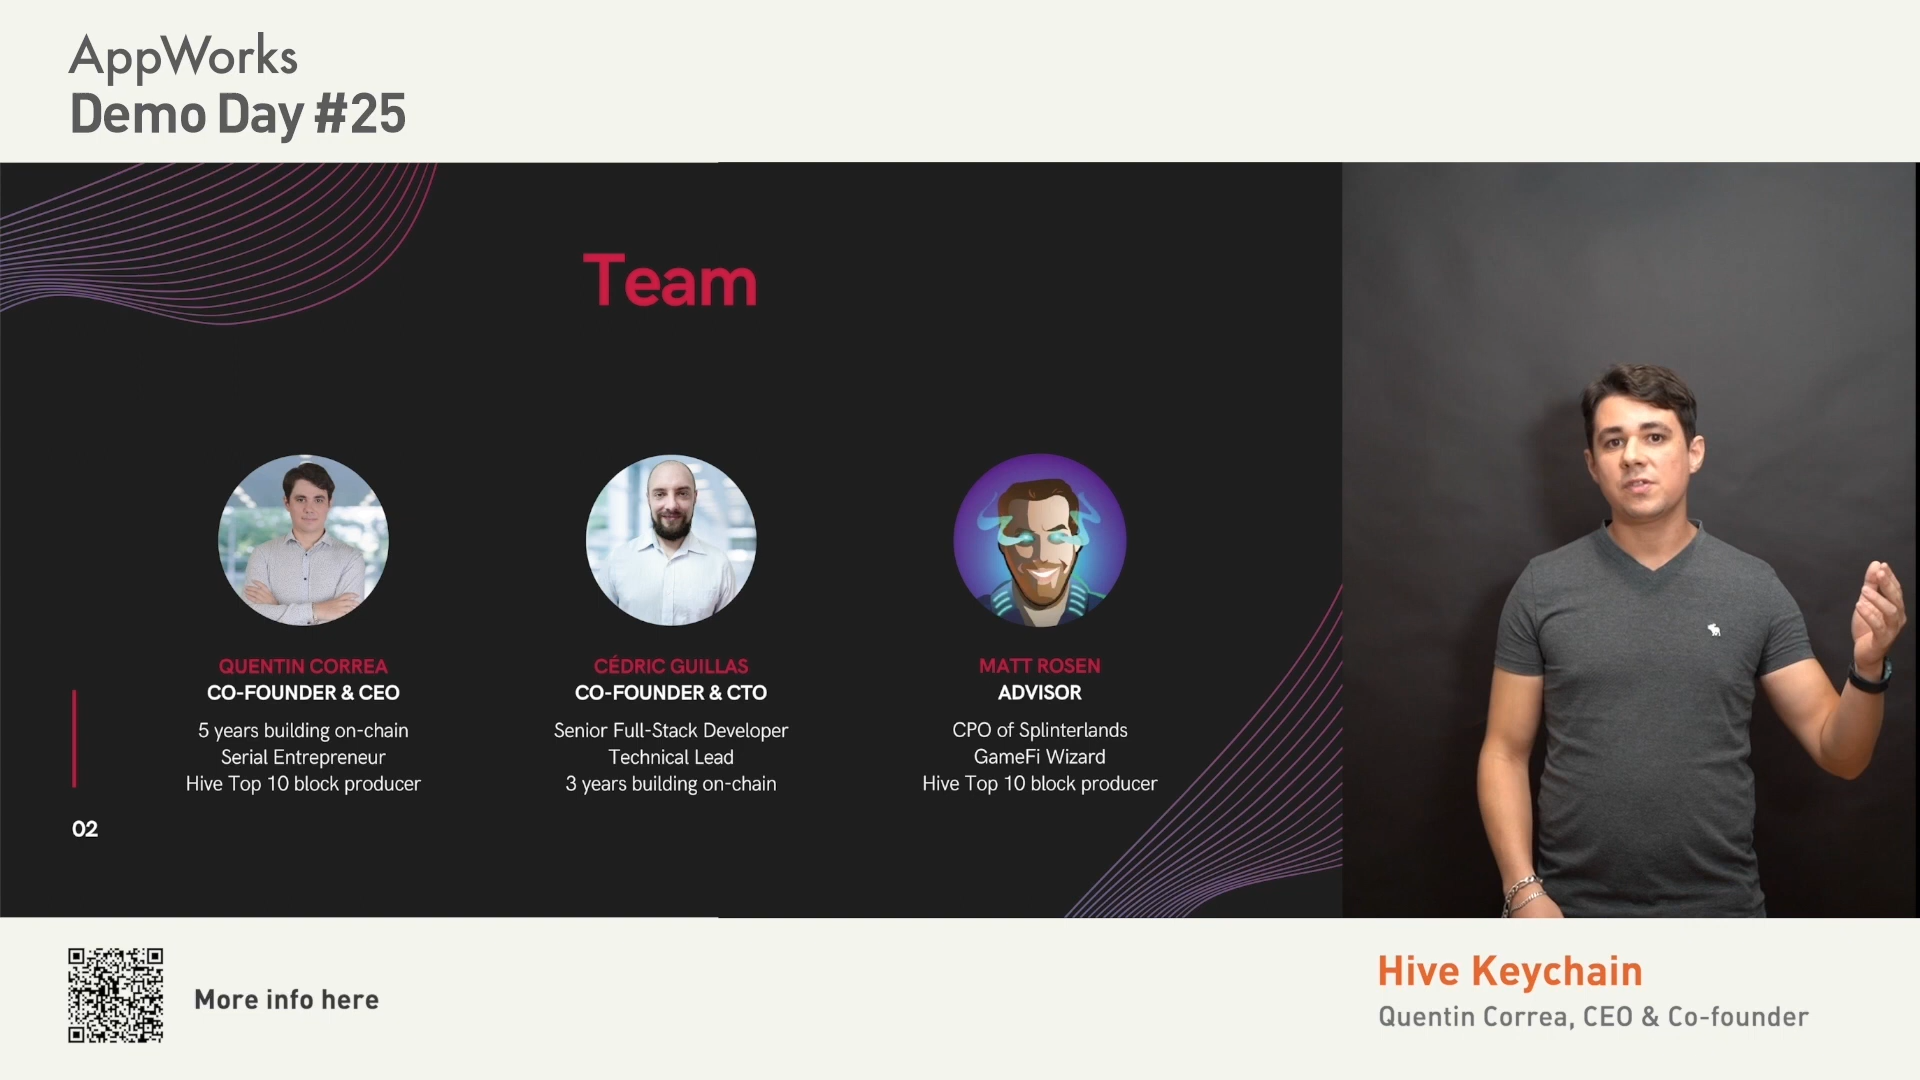 AppWorks
Demo Day #25
Team
QUENTIN CORREA
CO-FOUNDER & CEO
5 years building on-chain
Serial Entrepreneur
Hive Top 10 block producer
CÉDRIC GUILLAS
CO-FOUNDER & CTO
Senior Full-Stack Developer
Technical Lead
3 years building on-chain
MATT ROSEN
ADVISOR
CPO of Splinterlands
GameFi Wizard
Hive Top 10 block producer
02
More info here
Hive Keychain
Quentin Correa, CEO & Co-founder